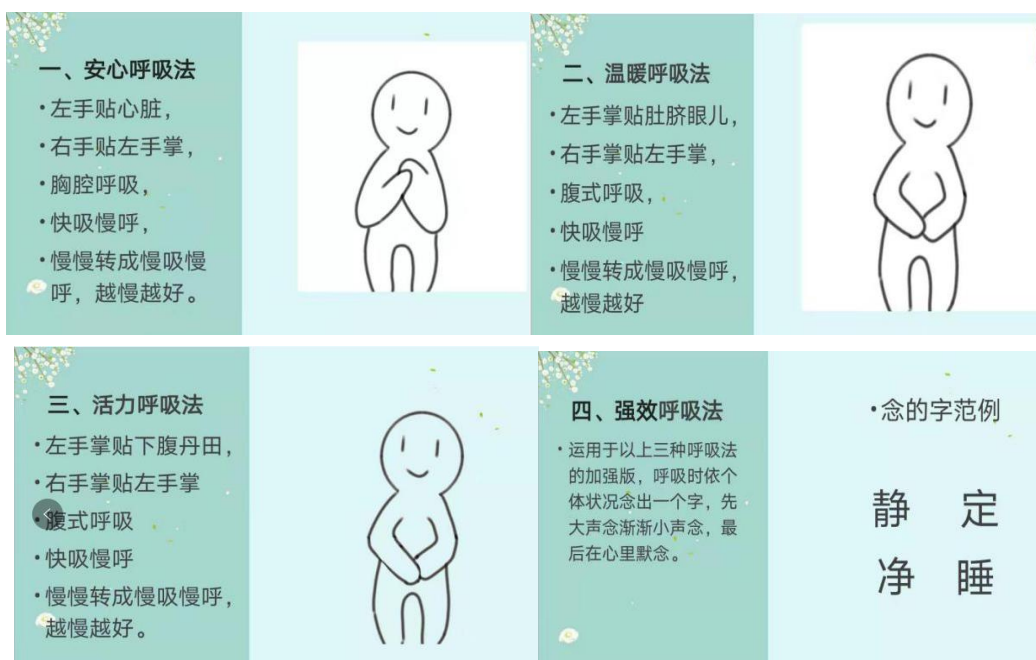 一、安心呼吸法
•左手贴心脏，
•右手贴左手掌，
•胸腔呼吸，
•快吸慢呼，
•慢慢转成慢吸慢
呼，越慢越好。
二、温暖呼吸法
•左手掌贴肚脐眼儿，
•右手掌贴左手掌，
•腹式呼吸，
•快吸慢呼
•慢慢转成慢吸慢呼，
越慢越好
三、活力呼吸法
•左手掌贴下腹丹田，
•右手掌贴左手掌
•腹式呼吸
•快吸慢呼
•慢慢转成慢吸慢呼，
越慢越好。
四、强效呼吸法
•运用于以上三种呼吸法
的加强版，呼吸时依个
体状况念出一个字，先
大声念渐渐小声念，最
后在心里默念。
•念的字范例
静 定
净 睡